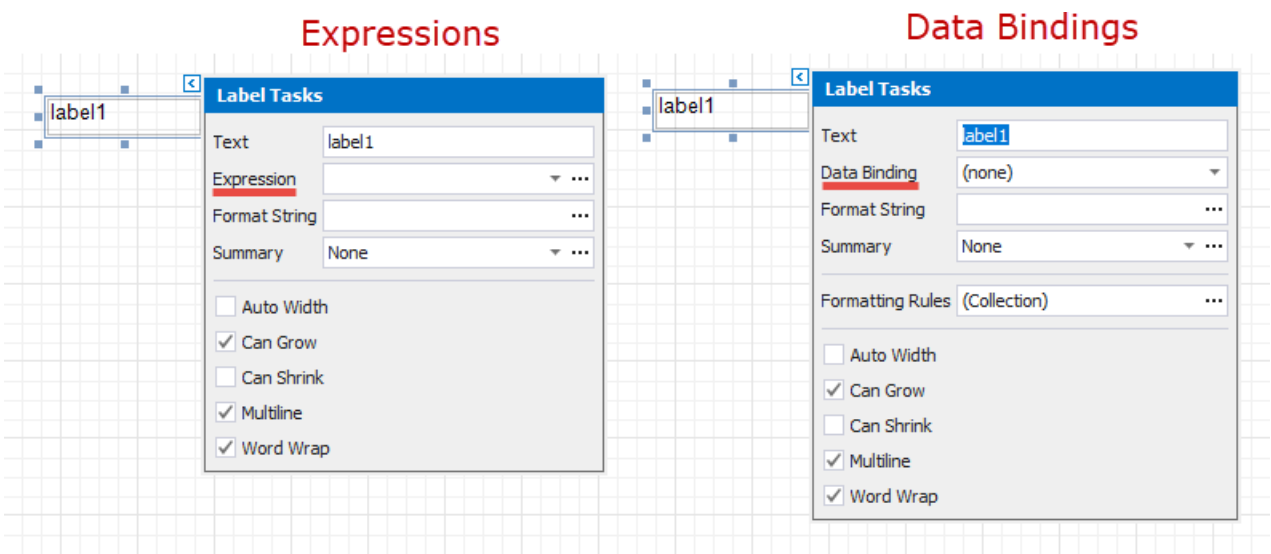 Expressions
label1
Label Tasks
Text label1
Expression
Format String
Summary None
Auto Width
Can Grow
Can Shrink
Multiline
Word Wrap
Data Bindings
label1
Label Tasks
Text label1
Data Binding (none)
Format String
Summary None
Formatting Rules (Collection)
Auto Width
Can Grow
Can Shrink
Multiline
Word Wrap